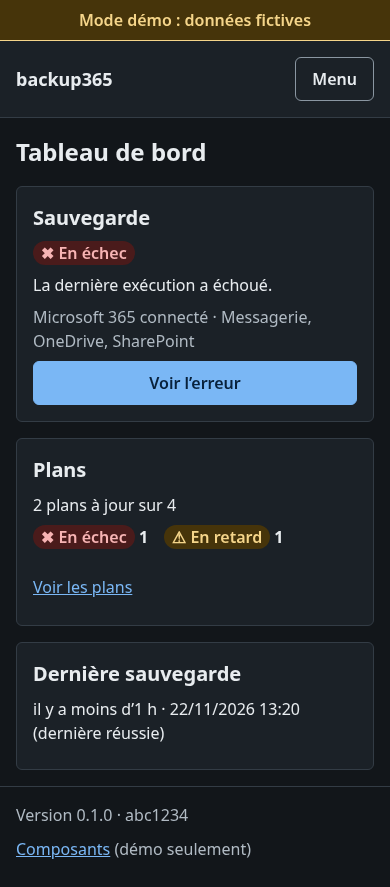 Mode démo : données fictives
backup365
Menu
Tableau de bord
Sauvegarde
✖ En échec
La dernière exécution a échoué.
Microsoft 365 connecté · Messagerie,
OneDrive, SharePoint
Voir l’erreur
Plans
2 plans à jour sur 4
✖ En échec 1 ⚠ En retard 1
Voir les plans
Dernière sauvegarde
il y a moins d’1 h · 22/11/2026 13:20
(dernière réussie)
Version 0.1.0 · abc1234
Composants (démo seulement)